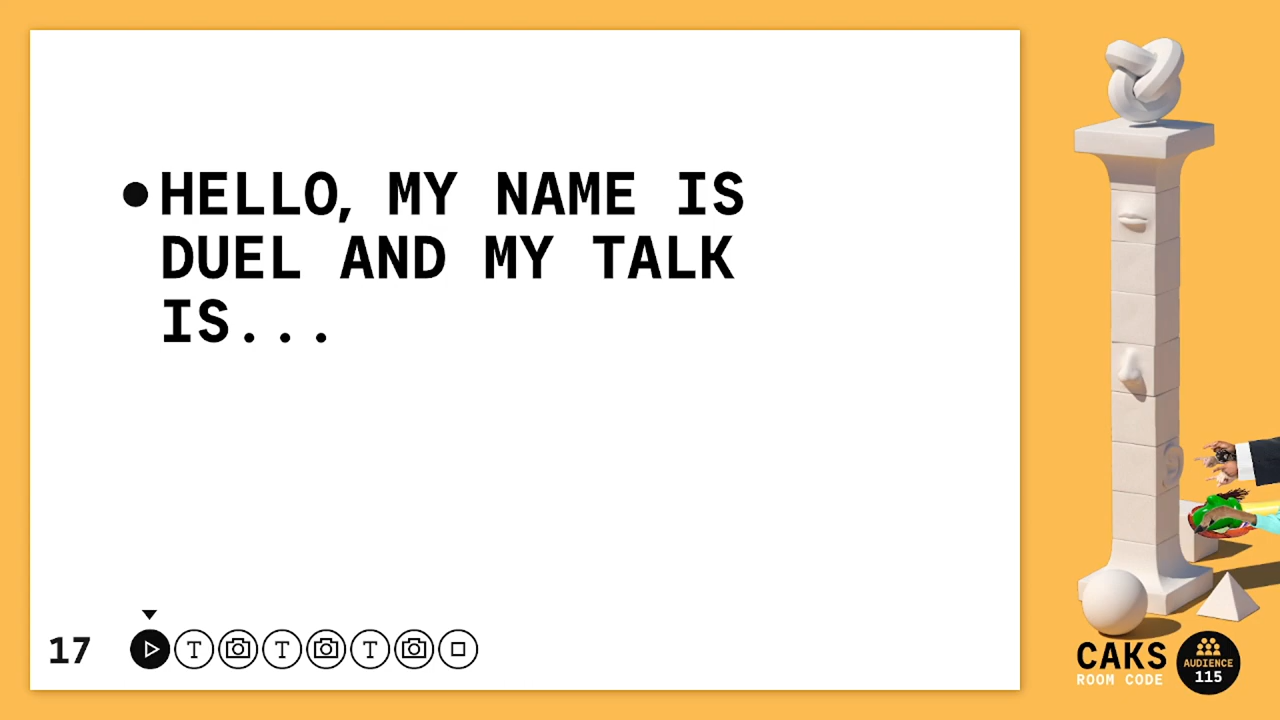 HELLO, MY NAME IS
DUEL AND MY TALK
IS...
17
T T T
CAKS
ROOM CODE
AUDIENCE
115